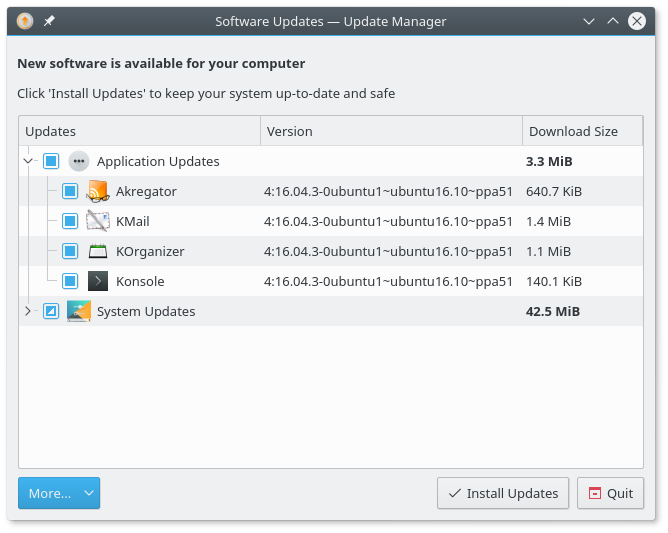 Software Updates — Update Manager
New software is available for your computer
Click 'Install Updates' to keep your system up-to-date and safe
Updates Version Download Size
Application Updates 3.3 MiB
Akregator 4:16.04.3-0ubuntu1~ubuntu16.10~ppa51 640.7 KiB
KMail 4:16.04.3-0ubuntu1~ubuntu16.10~ppa51 1.4 MiB
KOrganizer 4:16.04.3-0ubuntu1~ubuntu16.10~ppa51 1.1 MiB
Konsole 4:16.04.3-0ubuntu1~ubuntu16.10~ppa51 140.1 KiB
System Updates 42.5 MiB
More... Install Updates Quit